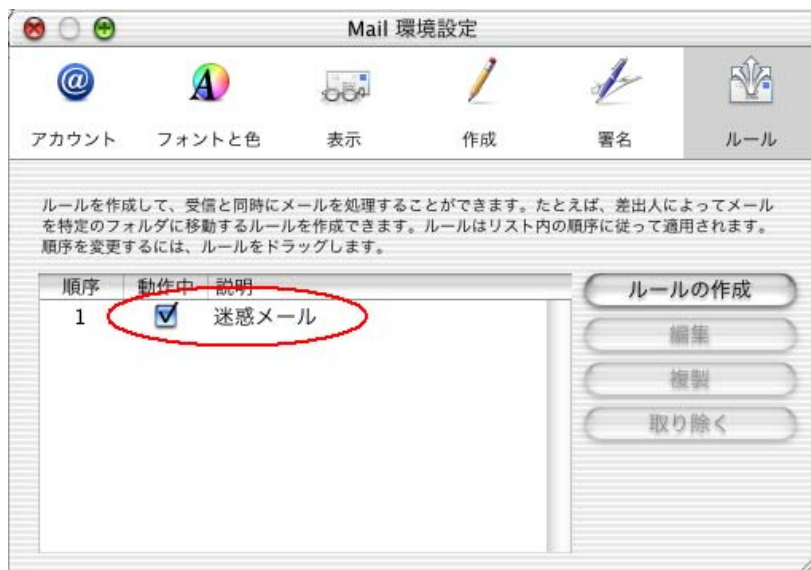 Mail 環境設定
アカウント フォントと色 表示 作成 署名 ルール
ルールを作成して、受信と同時にメールを処理することができます。たとえば、差出人によってメール
を特定のフォルダに移動するルールを作成できます。ルールはリスト内の順序に従って適用されます。
順序を変更するには、ルールをドラッグします。
順序 動作中 説明
1 迷惑メール
ルールの作成
編集
複製
取り除く